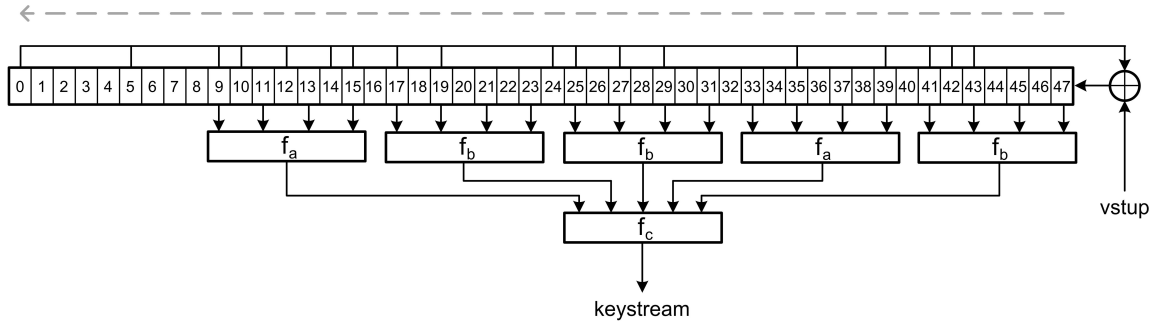 0 1 2 3 4 5 6 7 8 9 10 11 12 13 14 15 16 17 18 19 20 21 22 23 24 25 26 27 28 29 30 31 32 33 34 35 36 37 38 39 40 41 42 43 44 45 46 47
fa fb fb fa fb
vstup
fc
keystream